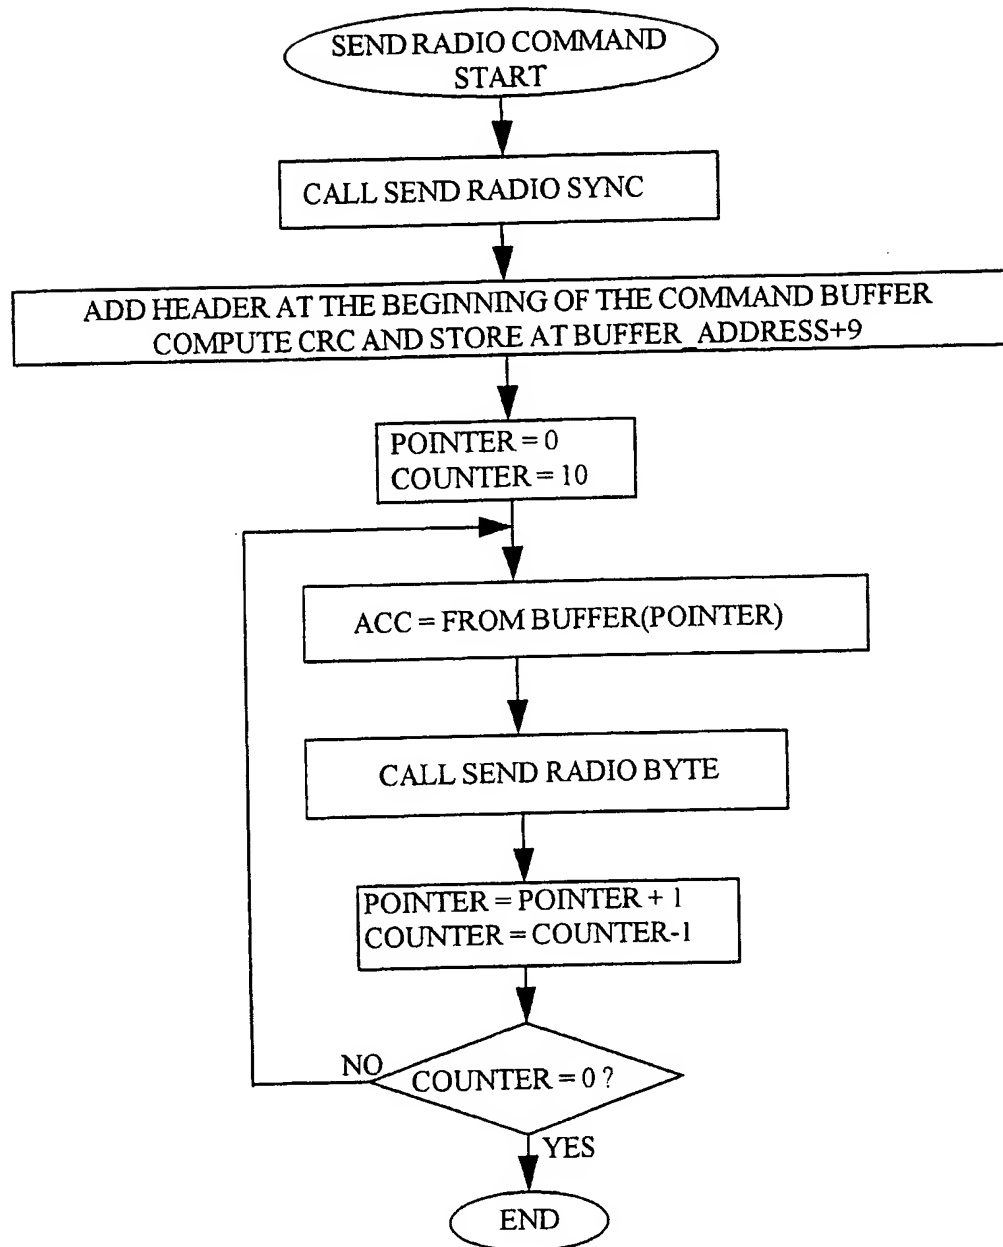 SEND RADIO COMMAND
START
CALL SEND RADIO SYNC
ADD HEADER AT THE BEGINNING OF THE COMMAND BUFFER
COMPUTE CRC AND STORE AT BUFFER_ADDRESS+9
POINTER = 0
COUNTER = 10
ACC = FROM BUFFER(POINTER)
CALL SEND RADIO BYTE
POINTER = POINTER + 1
COUNTER = COUNTER-1
NO
COUNTER = 0 ?
YES
END